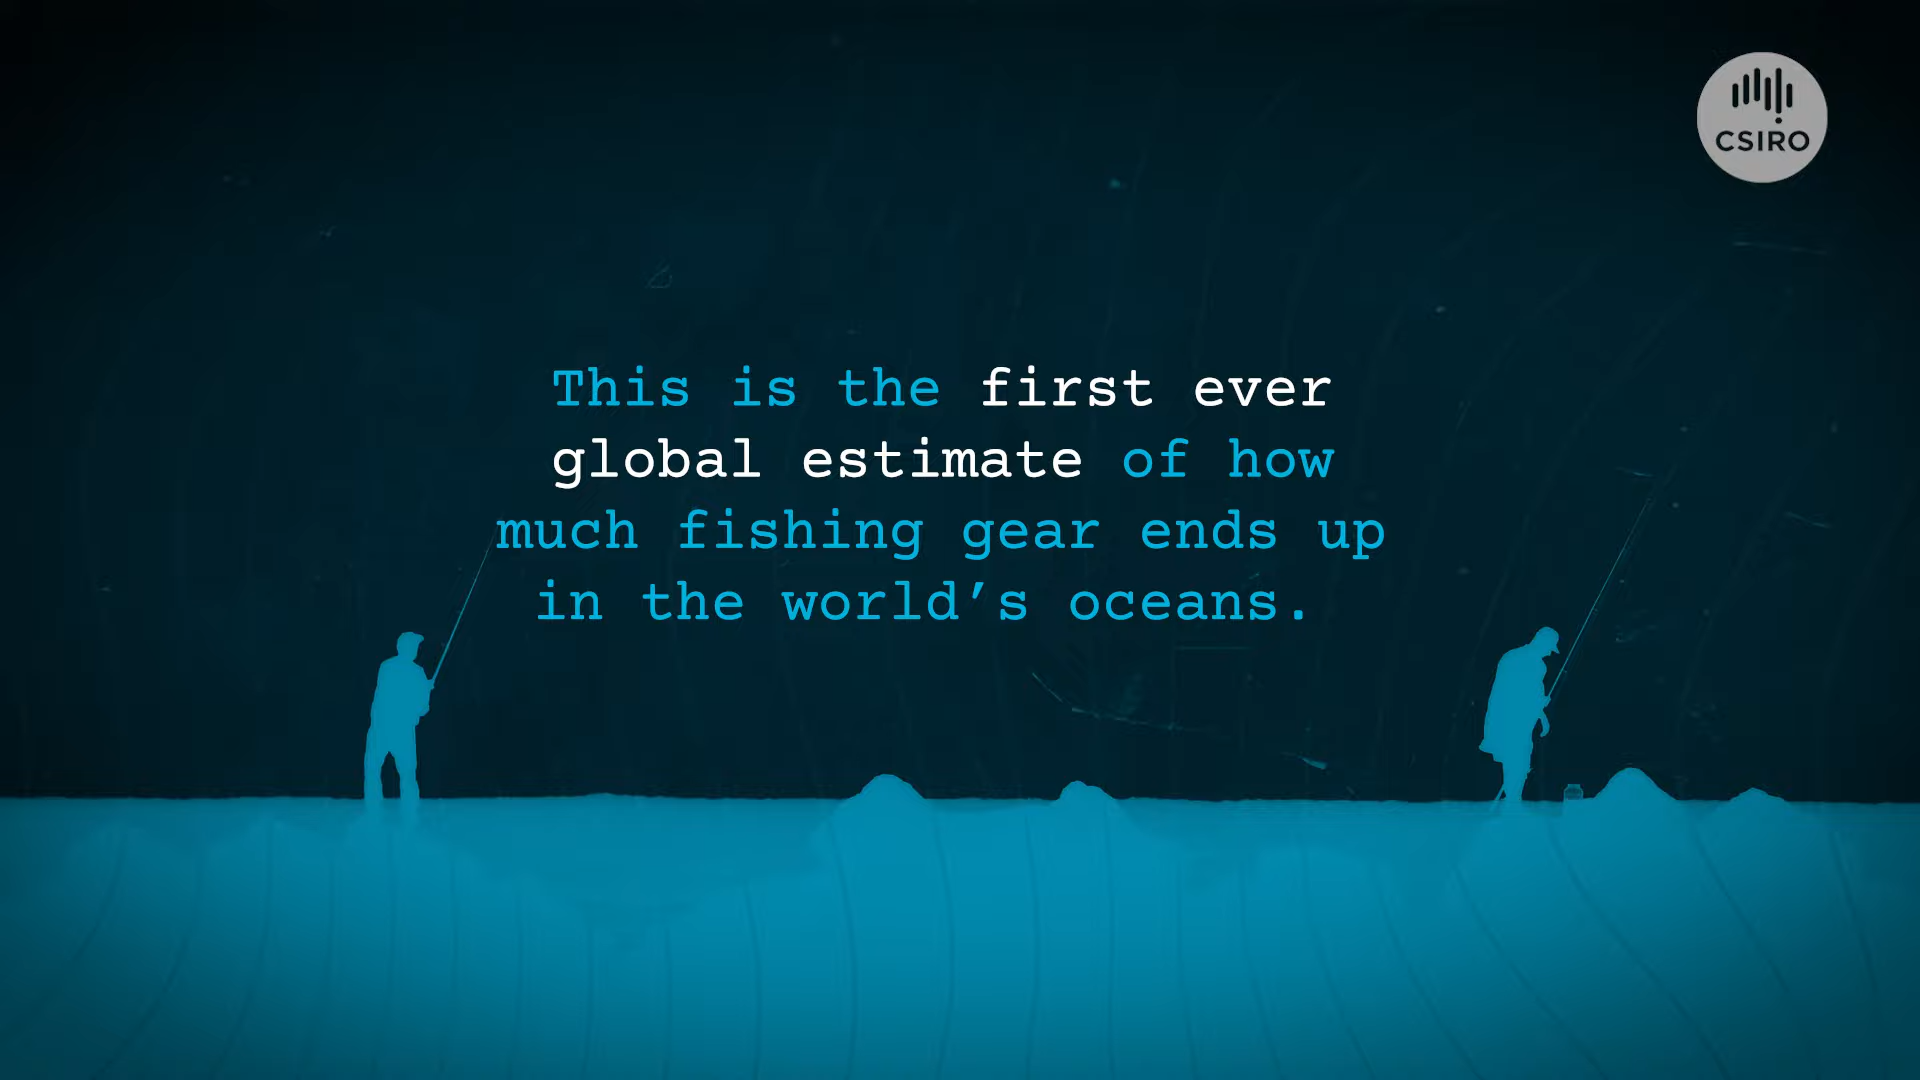 CSIRO
This is the first ever
global estimate of how
much fishing gear ends up
in the world’s oceans.